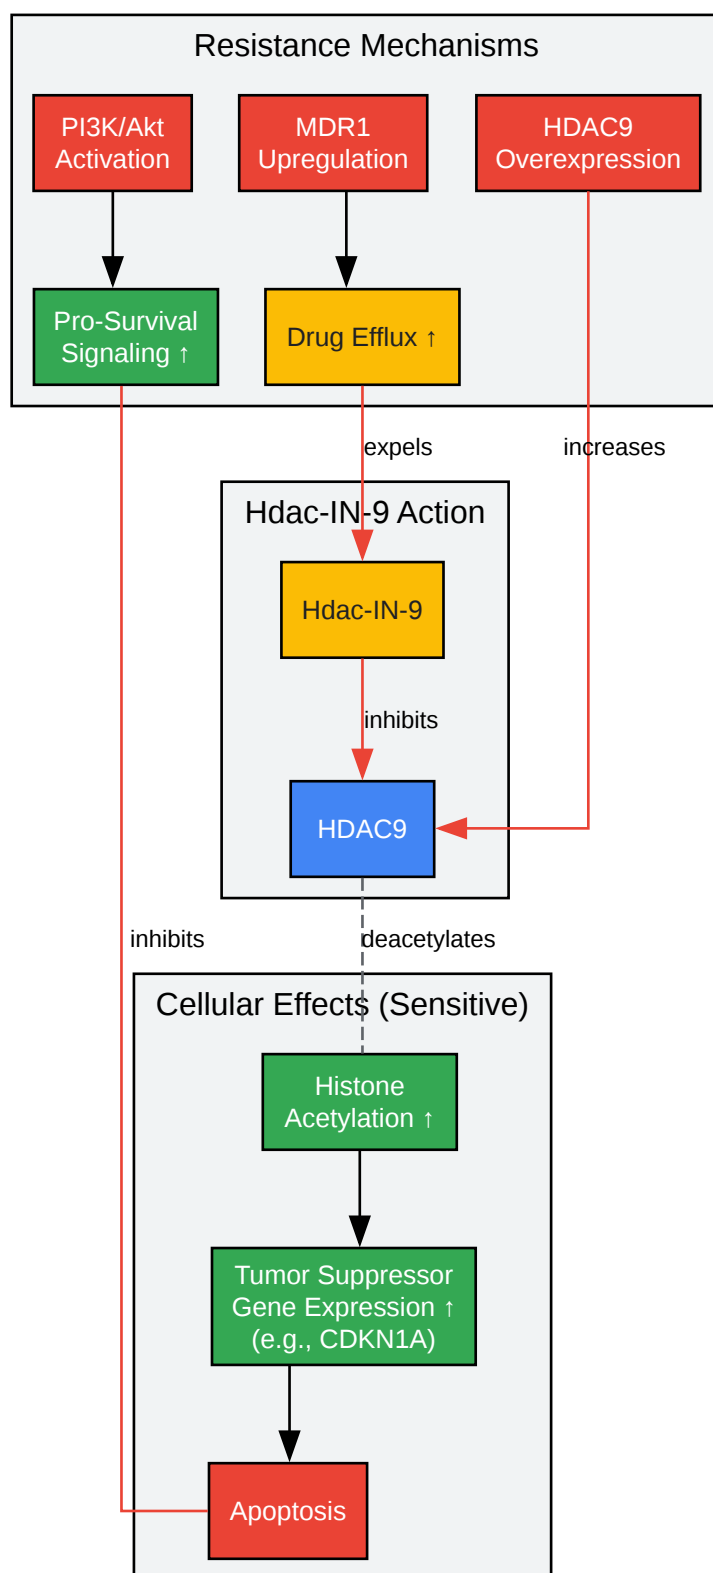 Resistance Mechanisms
PI3K/Akt
Activation
MDR1
Upregulation
HDAC9
Overexpression
Pro-Survival
Signaling ↑
Drug Efflux ↑
expels
increases
Hdac-IN-9 Action
Hdac-IN-9
inhibits
HDAC9
inhibits
deacetylates
Cellular Effects (Sensitive)
Histone
Acetylation ↑
Tumor Suppressor
Gene Expression ↑
(e.g., CDKN1A)
Apoptosis